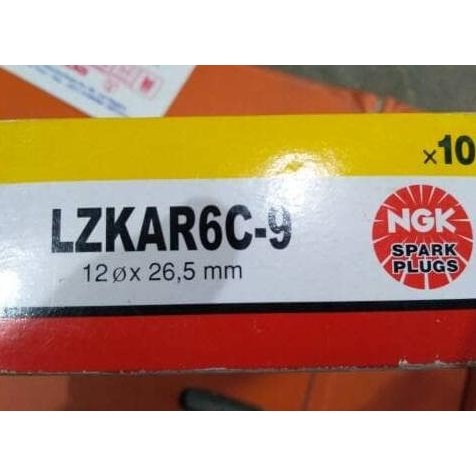 x10
LZKAR6C-9
12 ø x 26,5 mm
NGK
SPARK
PLUGS